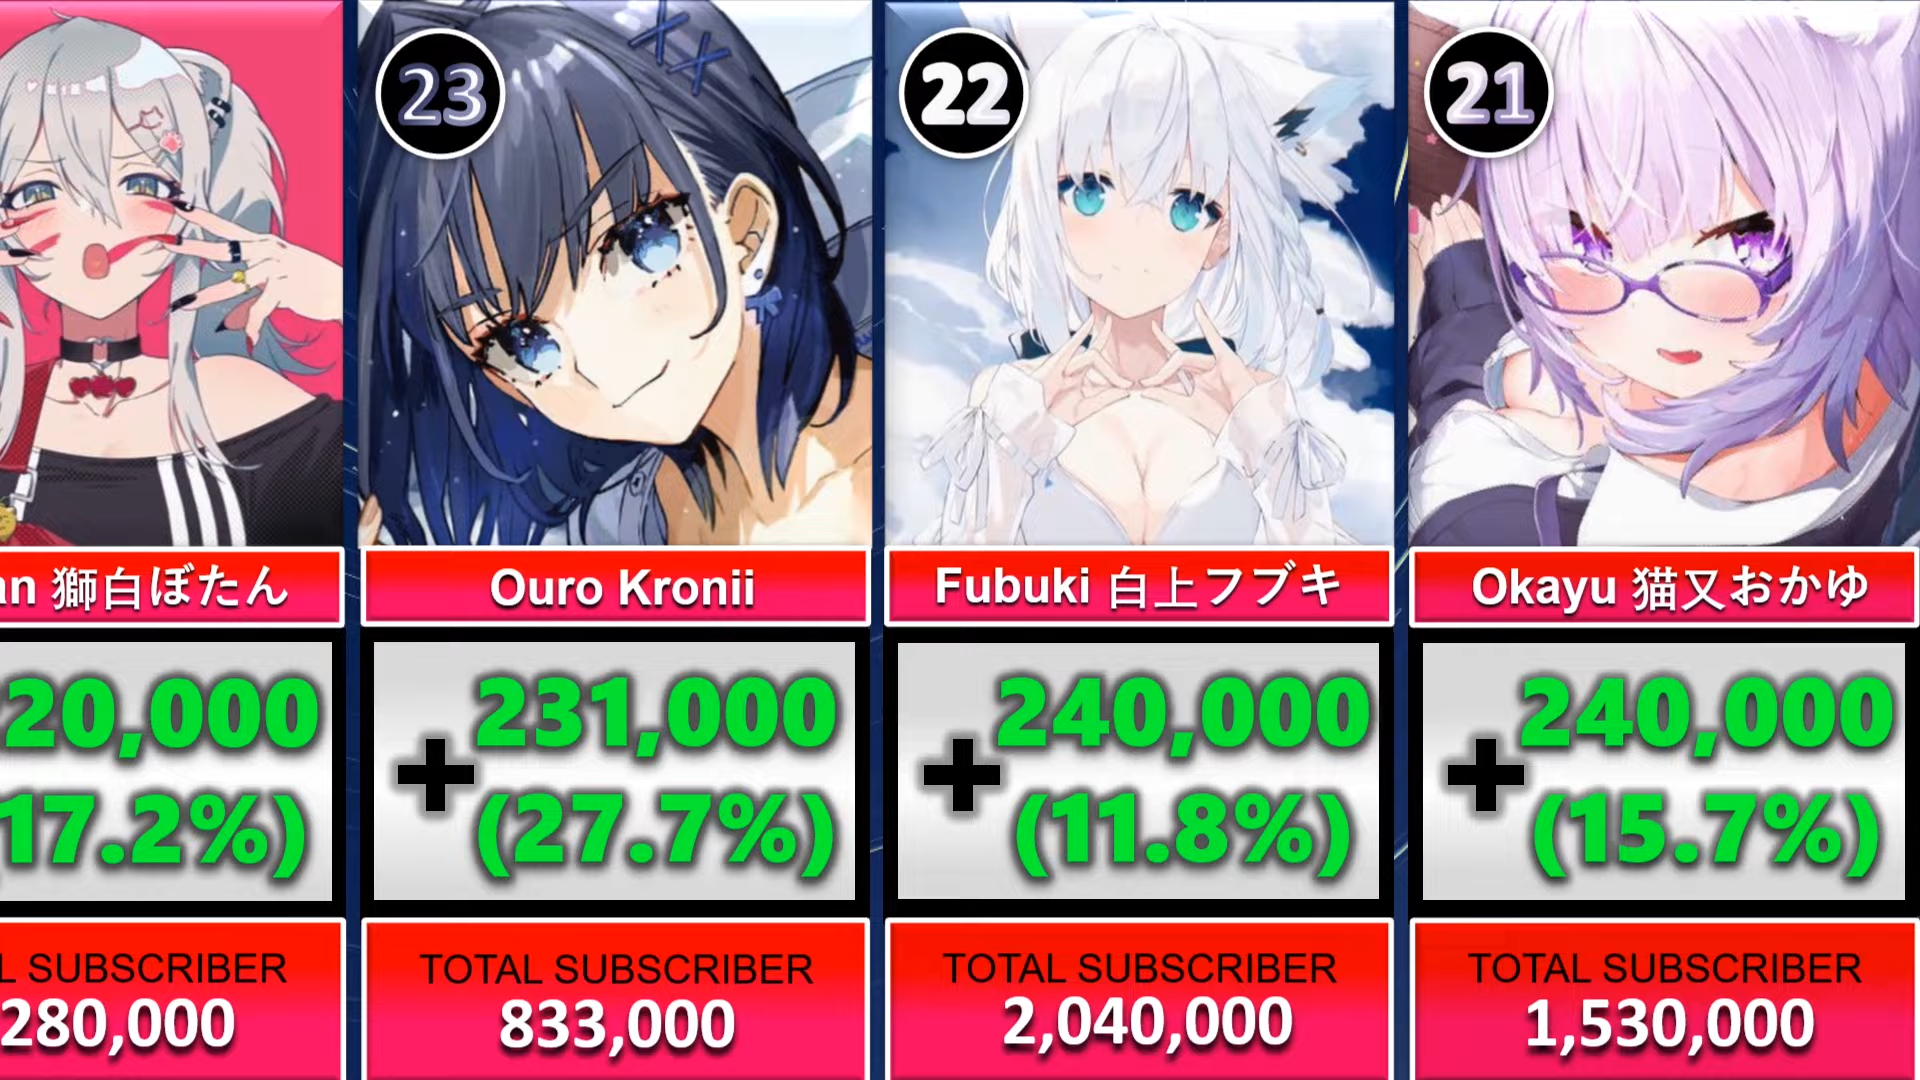 an 獅白ぼたん
20,000
17.2%)
L SUBSCRIBER
280,000
23
Ouro Kronii
+ 231,000
(27.7%)
TOTAL SUBSCRIBER
833,000
22
Fubuki 白上フブキ
+ 240,000
(11.8%)
TOTAL SUBSCRIBER
2,040,000
21
Okayu 猫又おかゆ
+ 240,000
(15.7%)
TOTAL SUBSCRIBER
1,530,000